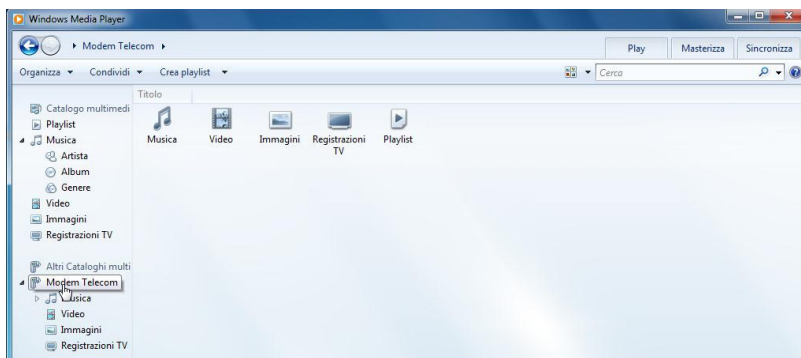 Windows Media Player
Modem Telecom
Play Masterizza Sincronizza
Organizza Condividi Crea playlist
Cerca
Titolo
Catalogo multimedi
Playlist
Musica
Artista
Album
Genere
Video
Immagini
Registrazioni TV
Altri Cataloghi multi
Modem Telecom
Musica
Video
Immagini
Registrazioni TV
Musica Video Immagini Registrazioni Playlist
TV